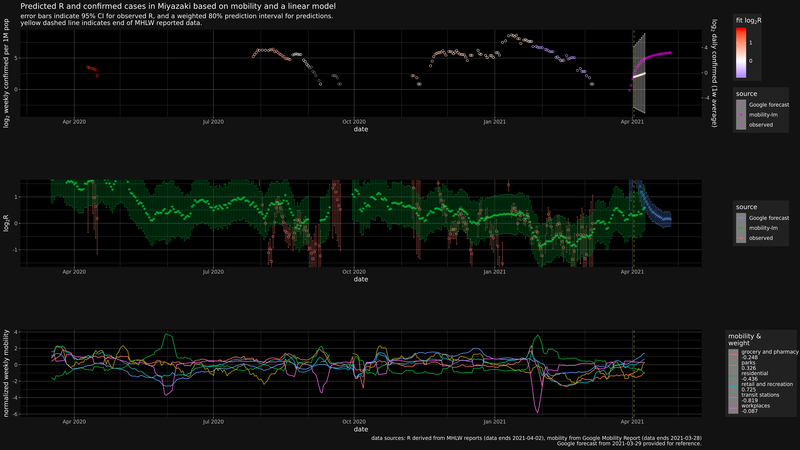 Predicted R and confirmed cases in Miyazaki based on mobility and a linear model
error bars indicate 95% CI for observed R, and a weighted 80% prediction interval for predictions.
yellow dashed line indicates end of MHLW reported data.
log₂ weekly confirmed per 1M pop
5
0
4
0
-4
log₂ daily confirmed (1w average)
Apr 2020
Jul 2020
Oct 2020
Jan 2021
Apr 2021
date
fit log₂R
1
0
source
Google forecast
mobility-lm
observed
log₂R
1
0
-1
Apr 2020
Jul 2020
Oct 2020
Jan 2021
Apr 2021
date
source
Google forecast
mobility-lm
observed
normalized weekly mobility
4
2
0
-2
-4
-6
Apr 2020
Jul 2020
Oct 2020
Jan 2021
Apr 2021
date
mobility &
weight
grocery and pharmacy
-0.248
parks
0.326
residential
-0.436
retail and recreation
0.725
transit stations
-0.819
workplaces
-0.087
data sources: R derived from MHLW reports (data ends 2021-04-02), mobility from Google Mobility Report (data ends 2021-03-28)
Google forecast from 2021-03-29 provided for reference.